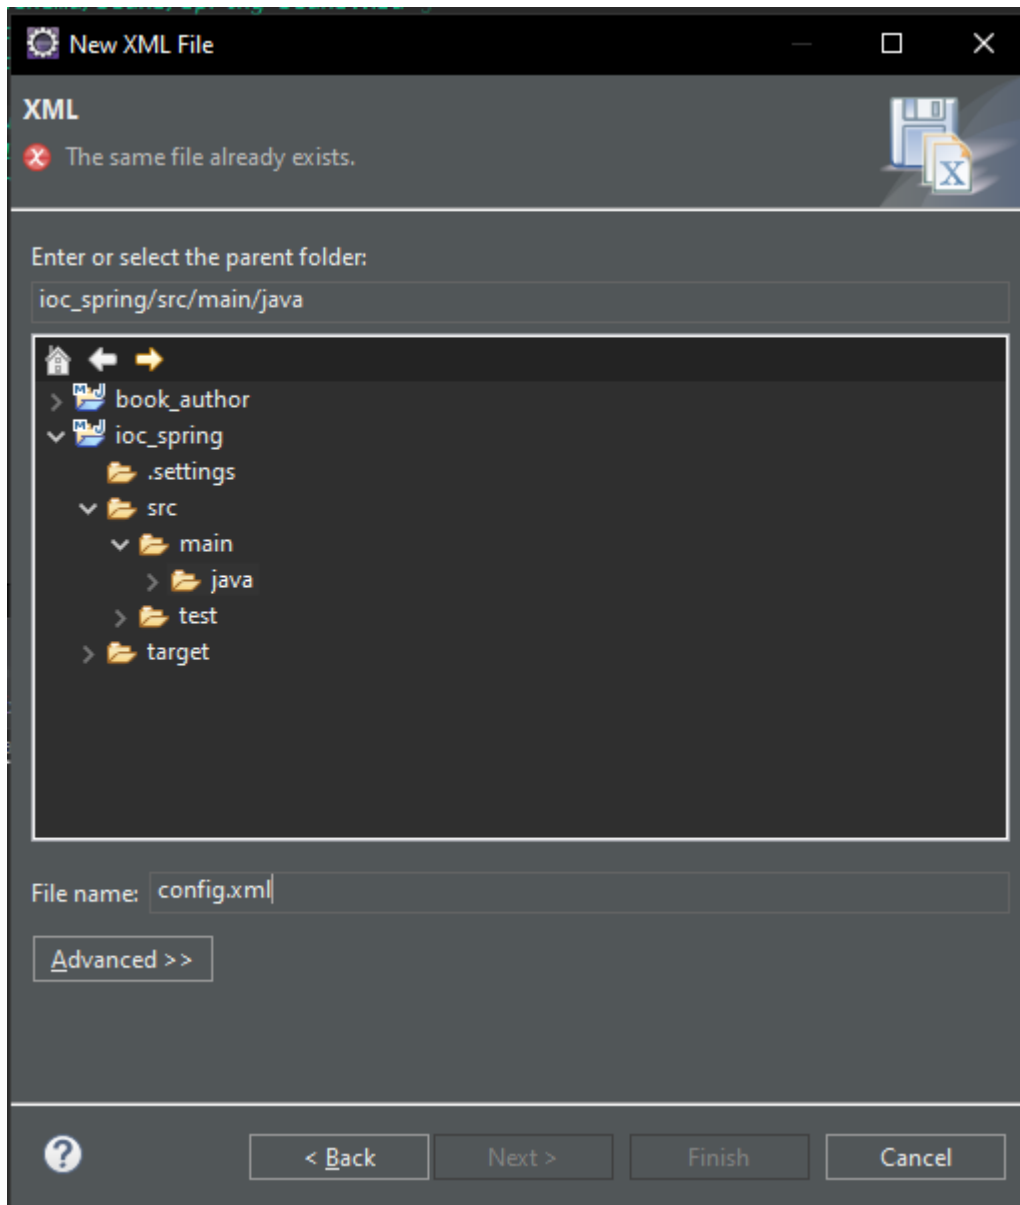 New XML File
XML
The same file already exists.
X
Enter or select the parent folder:
ioc_spring/src/main/java
book_author
ioc_spring
.settings
src
main
java
test
target
File name: config.xml
Advanced >>
? < Back Next > Finish Cancel